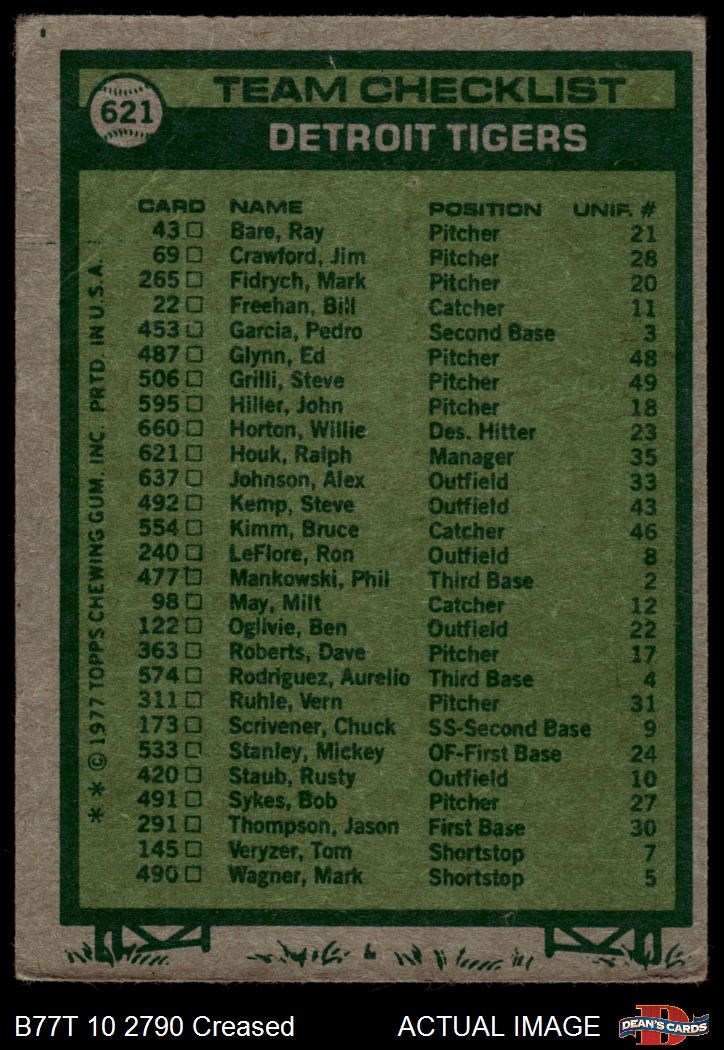 621
TEAM CHECKLIST
DETROIT TIGERS
CARD NAME POSITION UNIF. #
43 Bare, Ray Pitcher 21
69 Crawford, Jim Pitcher 28
265 Fidrych, Mark Pitcher 20
22 Freehan, Bill Catcher 11
453 Garcia, Pedro Second Base 3
487 Glynn, Ed Pitcher 48
506 Grilli, Steve Pitcher 49
595 Hiller, John Pitcher 18
660 Horton, Willie Des. Hitter 23
621 Houk, Ralph Manager 35
637 Johnson, Alex Outfield 33
492 Kemp, Steve Outfield 43
554 Kimm, Bruce Catcher 46
240 LeFlore, Ron Outfield 8
477 Mankowski, Phil Third Base 2
98 May, Milt Catcher 12
122 Oglivie, Ben Outfield 22
363 Roberts, Dave Pitcher 17
574 Rodriguez, Aurelio Third Base 4
311 Ruhle, Vern Pitcher 31
173 Scrivener, Chuck SS-Second Base 9
533 Stanley, Mickey OF-First Base 24
420 Staub, Rusty Outfield 10
491 Sykes, Bob Pitcher 27
291 Thompson, Jason First Base 30
145 Veryzer, Tom Shortstop 7
490 Wagner, Mark Shortstop 5
* * © 1977 TOPPS CHEWING GUM, INC. PRTD. IN U.S.A.
B77T 10 2790 Creased ACTUAL IMAGE
D
DEAN'S CARDS